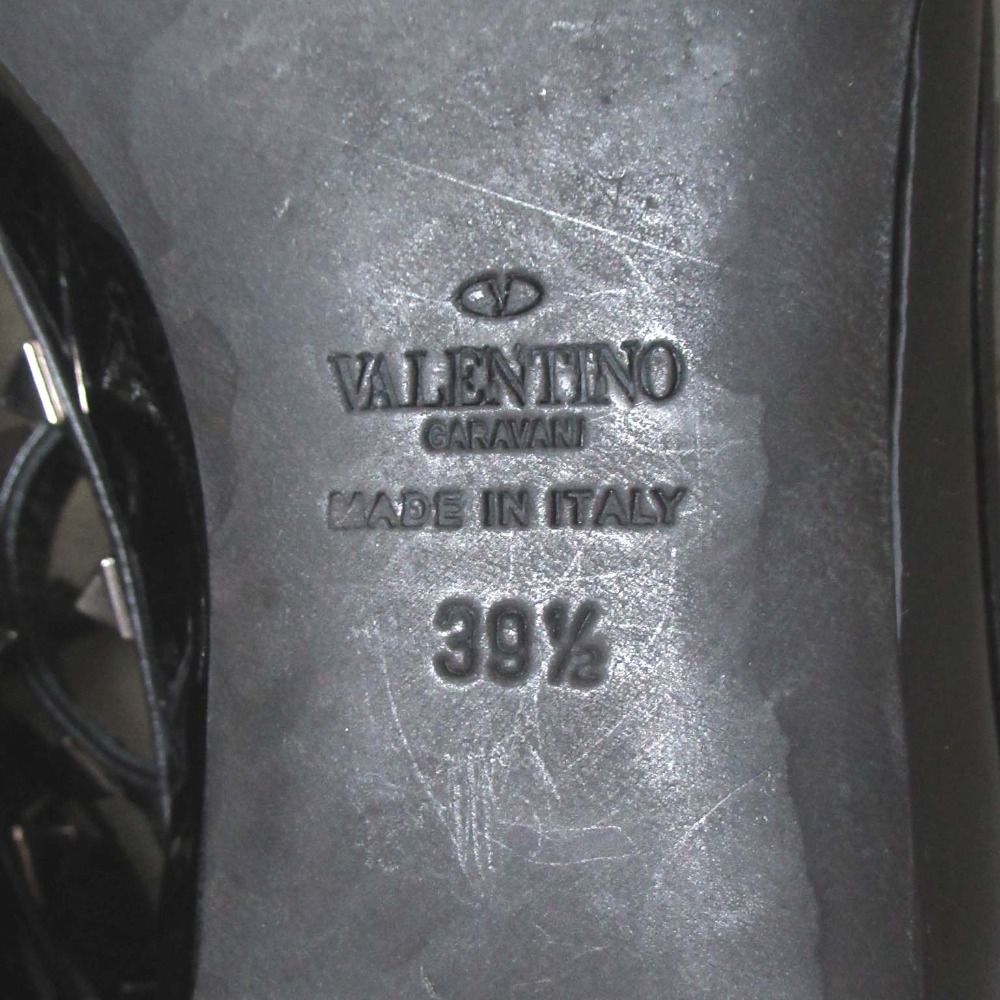 V
VALENTINO
GARAVANI
MADE IN ITALY
39½